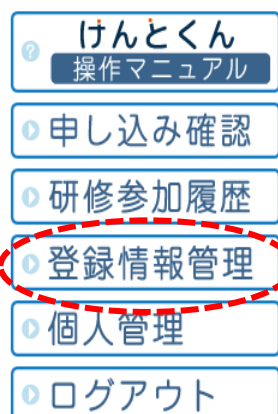 けんとくん
操作マニュアル
申し込み確認
研修参加履歴
登録情報管理
個人管理
ログアウト